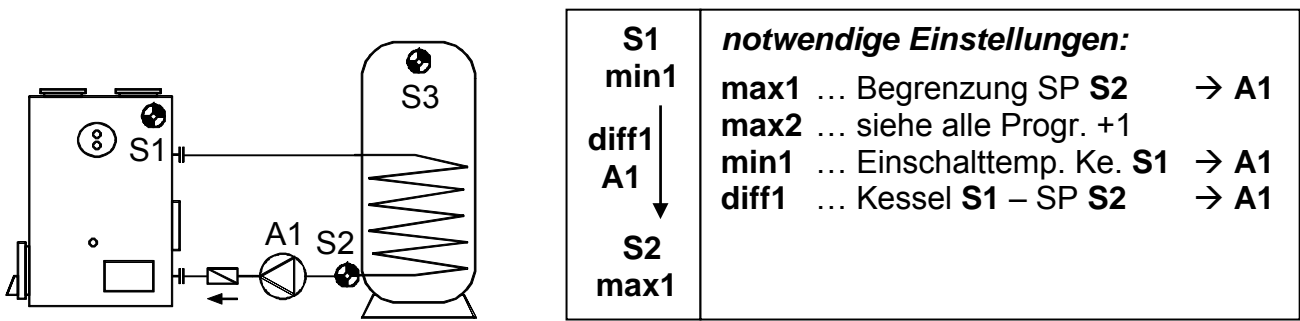 S1
S3
A1
S2
S1
min1
diff1
A1
S2
max1
notwendige Einstellungen:
max1 … Begrenzung SP S2 → A1
max2 … siehe alle Progr. +1
min1 … Einschalttemp. Ke. S1 → A1
diff1 … Kessel S1 – SP S2 → A1